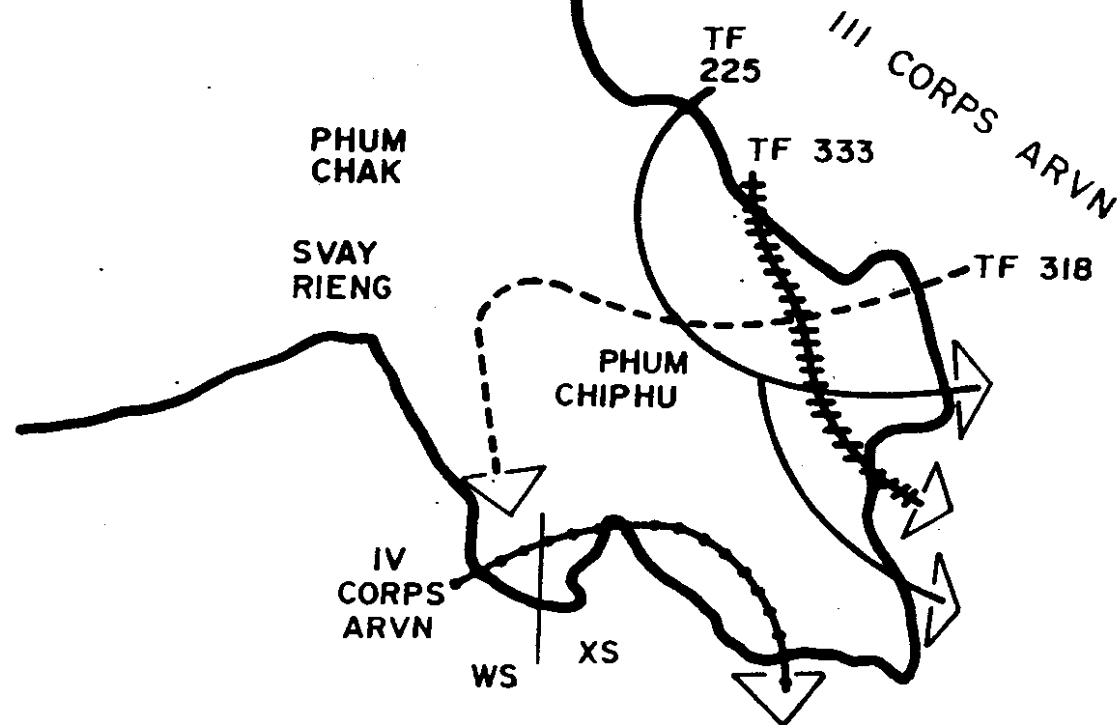 TF
225
III CORPS ARVN
PHUM
CHAK
TF 333
SVAY
RIENG
TF 318
PHUM
CHIPHU
IV
CORPS
ARVN
XS
WS